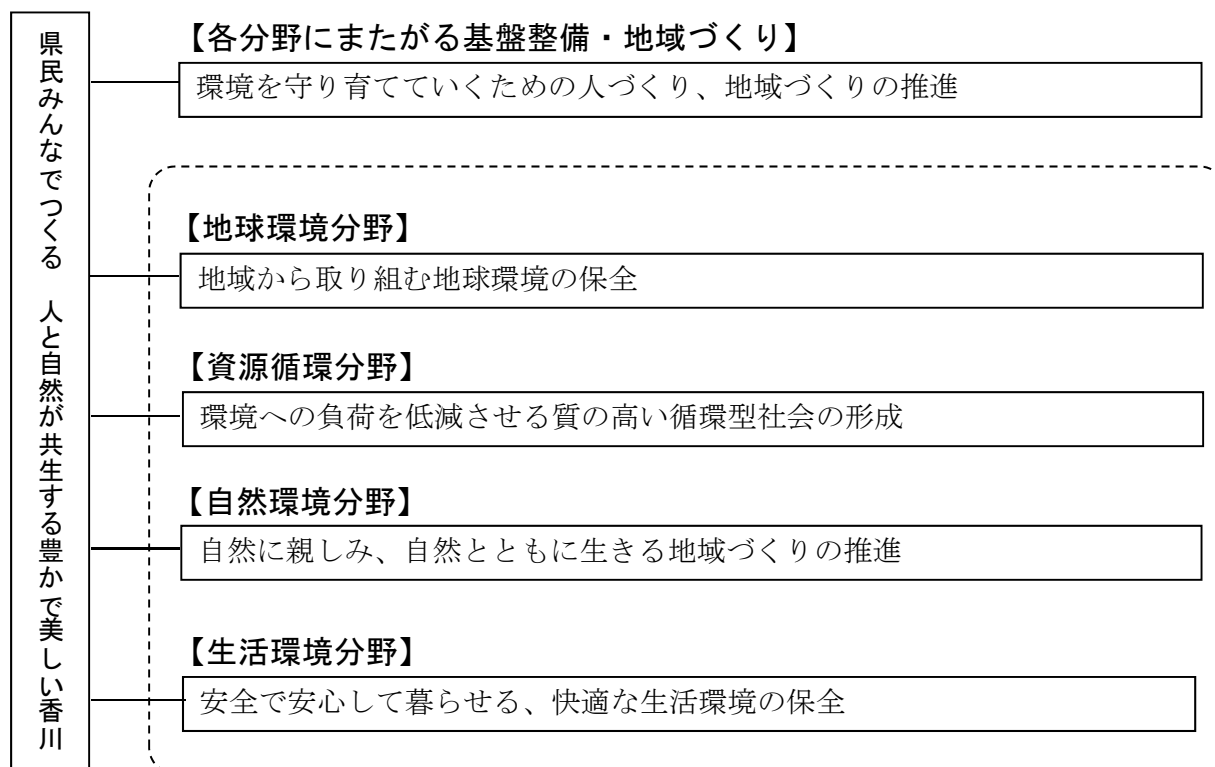 県民みんなでつくる 人と自然が共生する豊かで美しい香川
【各分野にまたがる基盤整備・地域づくり】
環境を守り育てていくための人づくり、地域づくりの推進
【地球環境分野】
地域から取り組む地球環境の保全
【資源循環分野】
環境への負荷を低減させる質の高い循環型社会の形成
【自然環境分野】
自然に親しみ、自然とともに生きる地域づくりの推進
【生活環境分野】
安全で安心して暮らせる、快適な生活環境の保全